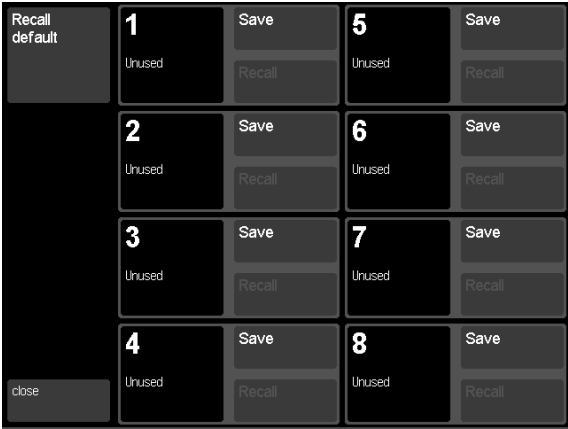 Recall
default
1
Save
Unused
Recall
5
Save
Unused
Recall
2
Save
Unused
Recall
6
Save
Unused
Recall
3
Save
Unused
Recall
7
Save
Unused
Recall
4
Save
Unused
Recall
8
Save
Unused
Recall
close